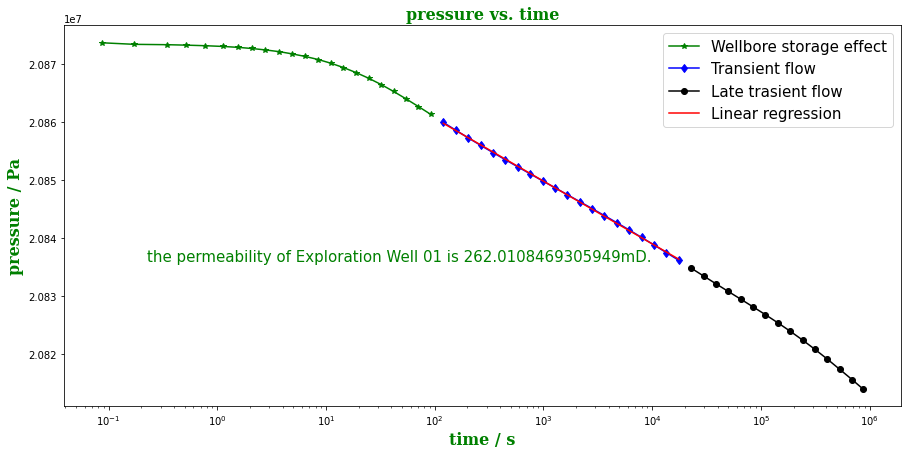 pressure vs. time
1e7
Wellbore storage effect
Transient flow
Late trasient flow
Linear regression
2.087
2.086
2.085
2.084
2.083
2.082
pressure / Pa
the permeability of Exploration Well 01 is 262.0108469305949mD.
10⁻¹ 10⁰ 10¹ 10² 10³ 10⁴ 10⁵ 10⁶
time / s